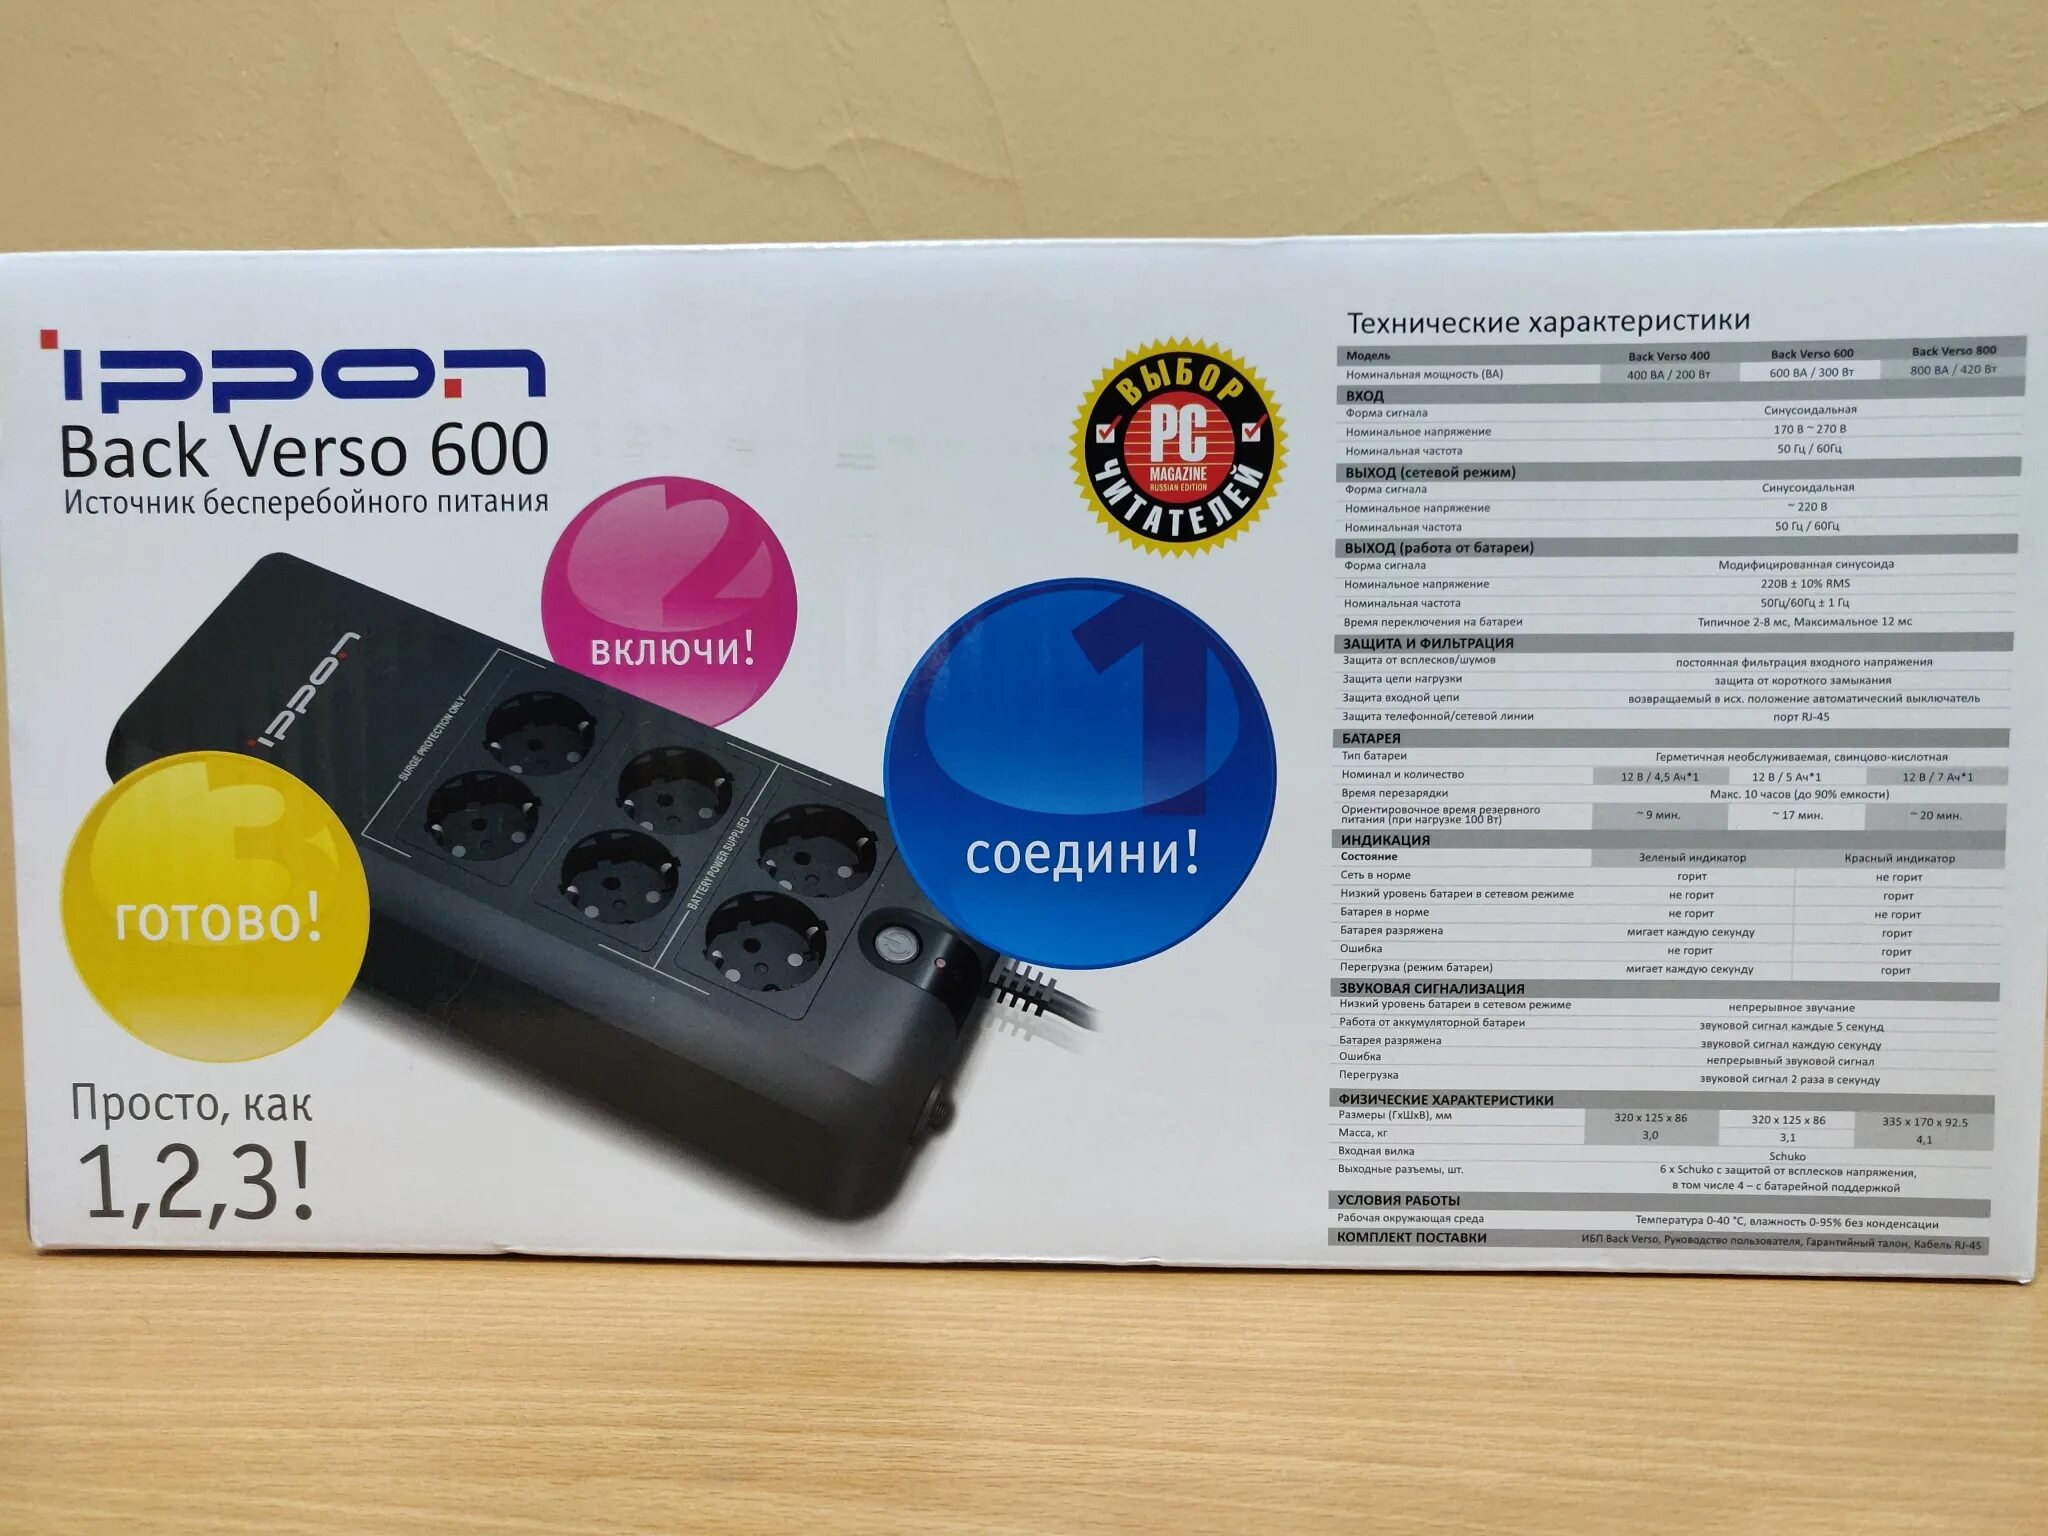 ippon
Back Verso 600
Источник бесперебойного питания
2
включи!
1
соедини!
3
готово!
Просто, как
1,2,3!
ippon
SURGE PROTECTION ONLY
BATTERY POWER SUPPLIED
ВЫБОР
PC
MAGAZINE
RUSSIAN EDITION
ЧИТАТЕЛЕЙ
Технические характеристики
Модель Back Verso 400 Back Verso 600 Back Verso 800
Номинальная мощность (ВА) 400 ВА / 200 Вт 600 ВА / 300 Вт 800 ВА / 420 Вт
ВХОД
Форма сигнала Синусоидальная
Номинальное напряжение 170 В ~ 270 В
Номинальная частота 50 Гц / 60Гц
ВЫХОД (сетевой режим)
Форма сигнала Синусоидальная
Номинальное напряжение ~ 220 В
Номинальная частота 50 Гц / 60Гц
ВЫХОД (работа от батареи)
Форма сигнала Модифицированная синусоида
Номинальное напряжение 220В ± 10% RMS
Номинальная частота 50Гц/60Гц ± 1 Гц
Время переключения на батареи Типичное 2-8 мс, Максимальное 12 мс
ЗАЩИТА И ФИЛЬТРАЦИЯ
Защита от всплесков/шумов постоянная фильтрация входного напряжения
Защита цепи нагрузки защита от короткого замыкания
Защита входной цепи возвращаемый в исх. положение автоматический выключатель
Защита телефонной/сетевой линии порт RJ-45
БАТАРЕЯ
Тип батареи Герметичная необслуживаемая, свинцово-кислотная
Номинал и количество 12 В / 4,5 Ач*1 12 В / 5 Ач*1 12 В / 7 Ач*1
Время перезарядки Макс. 10 часов (до 90% емкости)
Ориентировочное время резервного
питания (при нагрузке 100 Вт) ~ 9 мин. ~ 17 мин. ~ 20 мин.
ИНДИКАЦИЯ
Состояние Зеленый индикатор Красный индикатор
Сеть в норме горит не горит
Низкий уровень батареи в сетевом режиме не горит горит
Батарея в норме не горит не горит
Батарея разряжена мигает каждую секунду горит
Ошибка не горит горит
Перегрузка (режим батареи) мигает каждую секунду горит
ЗВУКОВАЯ СИГНАЛИЗАЦИЯ
Низкий уровень батареи в сетевом режиме непрерывное звучание
Работа от аккумуляторной батареи звуковой сигнал каждые 5 секунд
Батарея разряжена звуковой сигнал каждую секунду
Ошибка непрерывный звуковой сигнал
Перегрузка звуковой сигнал 2 раза в секунду
ФИЗИЧЕСКИЕ ХАРАКТЕРИСТИКИ
Размеры (ГхШхВ), мм 320 x 125 x 86 320 x 125 x 86 335 x 170 x 92.5
Масса, кг 3,0 3,1 4,1
Входная вилка Schuko
Выходные разъемы, шт. 6 x Schuko с защитой от всплесков напряжения,
в том числе 4 – с батарейной поддержкой
УСЛОВИЯ РАБОТЫ
Рабочая окружающая среда Температура 0-40 °C, влажность 0-95% без конденсации
КОМПЛЕКТ ПОСТАВКИ ИБП Back Verso, Руководство пользователя, Гарантийный талон, Кабель RJ-45